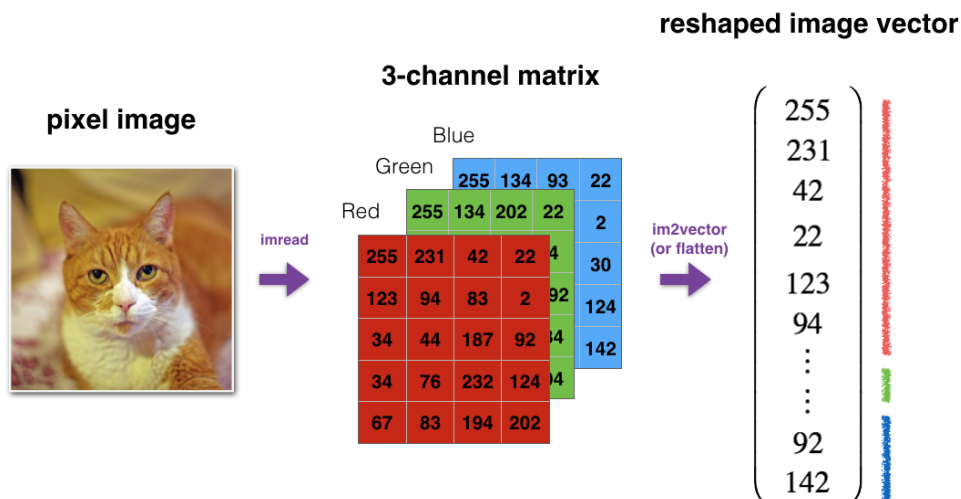 reshaped image vector
3-channel matrix
pixel image
Blue
Green
Red
255 134 93 22
2
30
124
142
255 134 202 22
4
92
34
94
255 231 42 22
123 94 83 2
34 44 187 92
34 76 232 124
67 83 194 202
imread
im2vector
(or flatten)
255
231
42
22
123
94
⋮
⋮
92
142